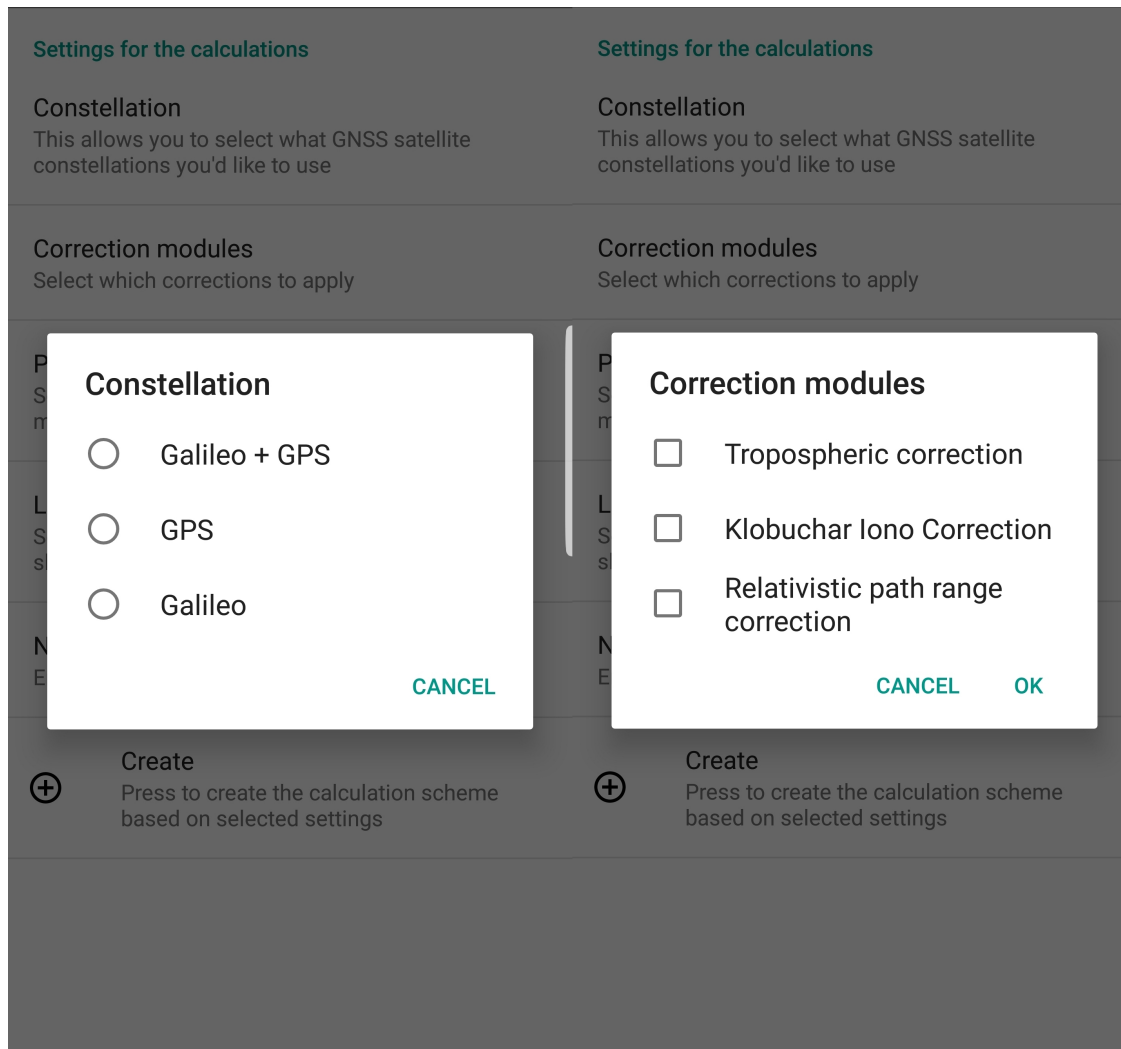 Settings for the calculations
Constellation
This allows you to select what GNSS satellite
constellations you'd like to use
Correction modules
Select which corrections to apply
P
S
m
L
S
sl
N
E
Constellation
Galileo + GPS
GPS
Galileo
CANCEL
Create
Press to create the calculation scheme
based on selected settings
Settings for the calculations
Constellation
This allows you to select what GNSS satellite
constellations you'd like to use
Correction modules
Select which corrections to apply
P
S
m
L
S
sl
N
E
Correction modules
Tropospheric correction
Klobuchar Iono Correction
Relativistic path range
correction
CANCEL OK
Create
Press to create the calculation scheme
based on selected settings